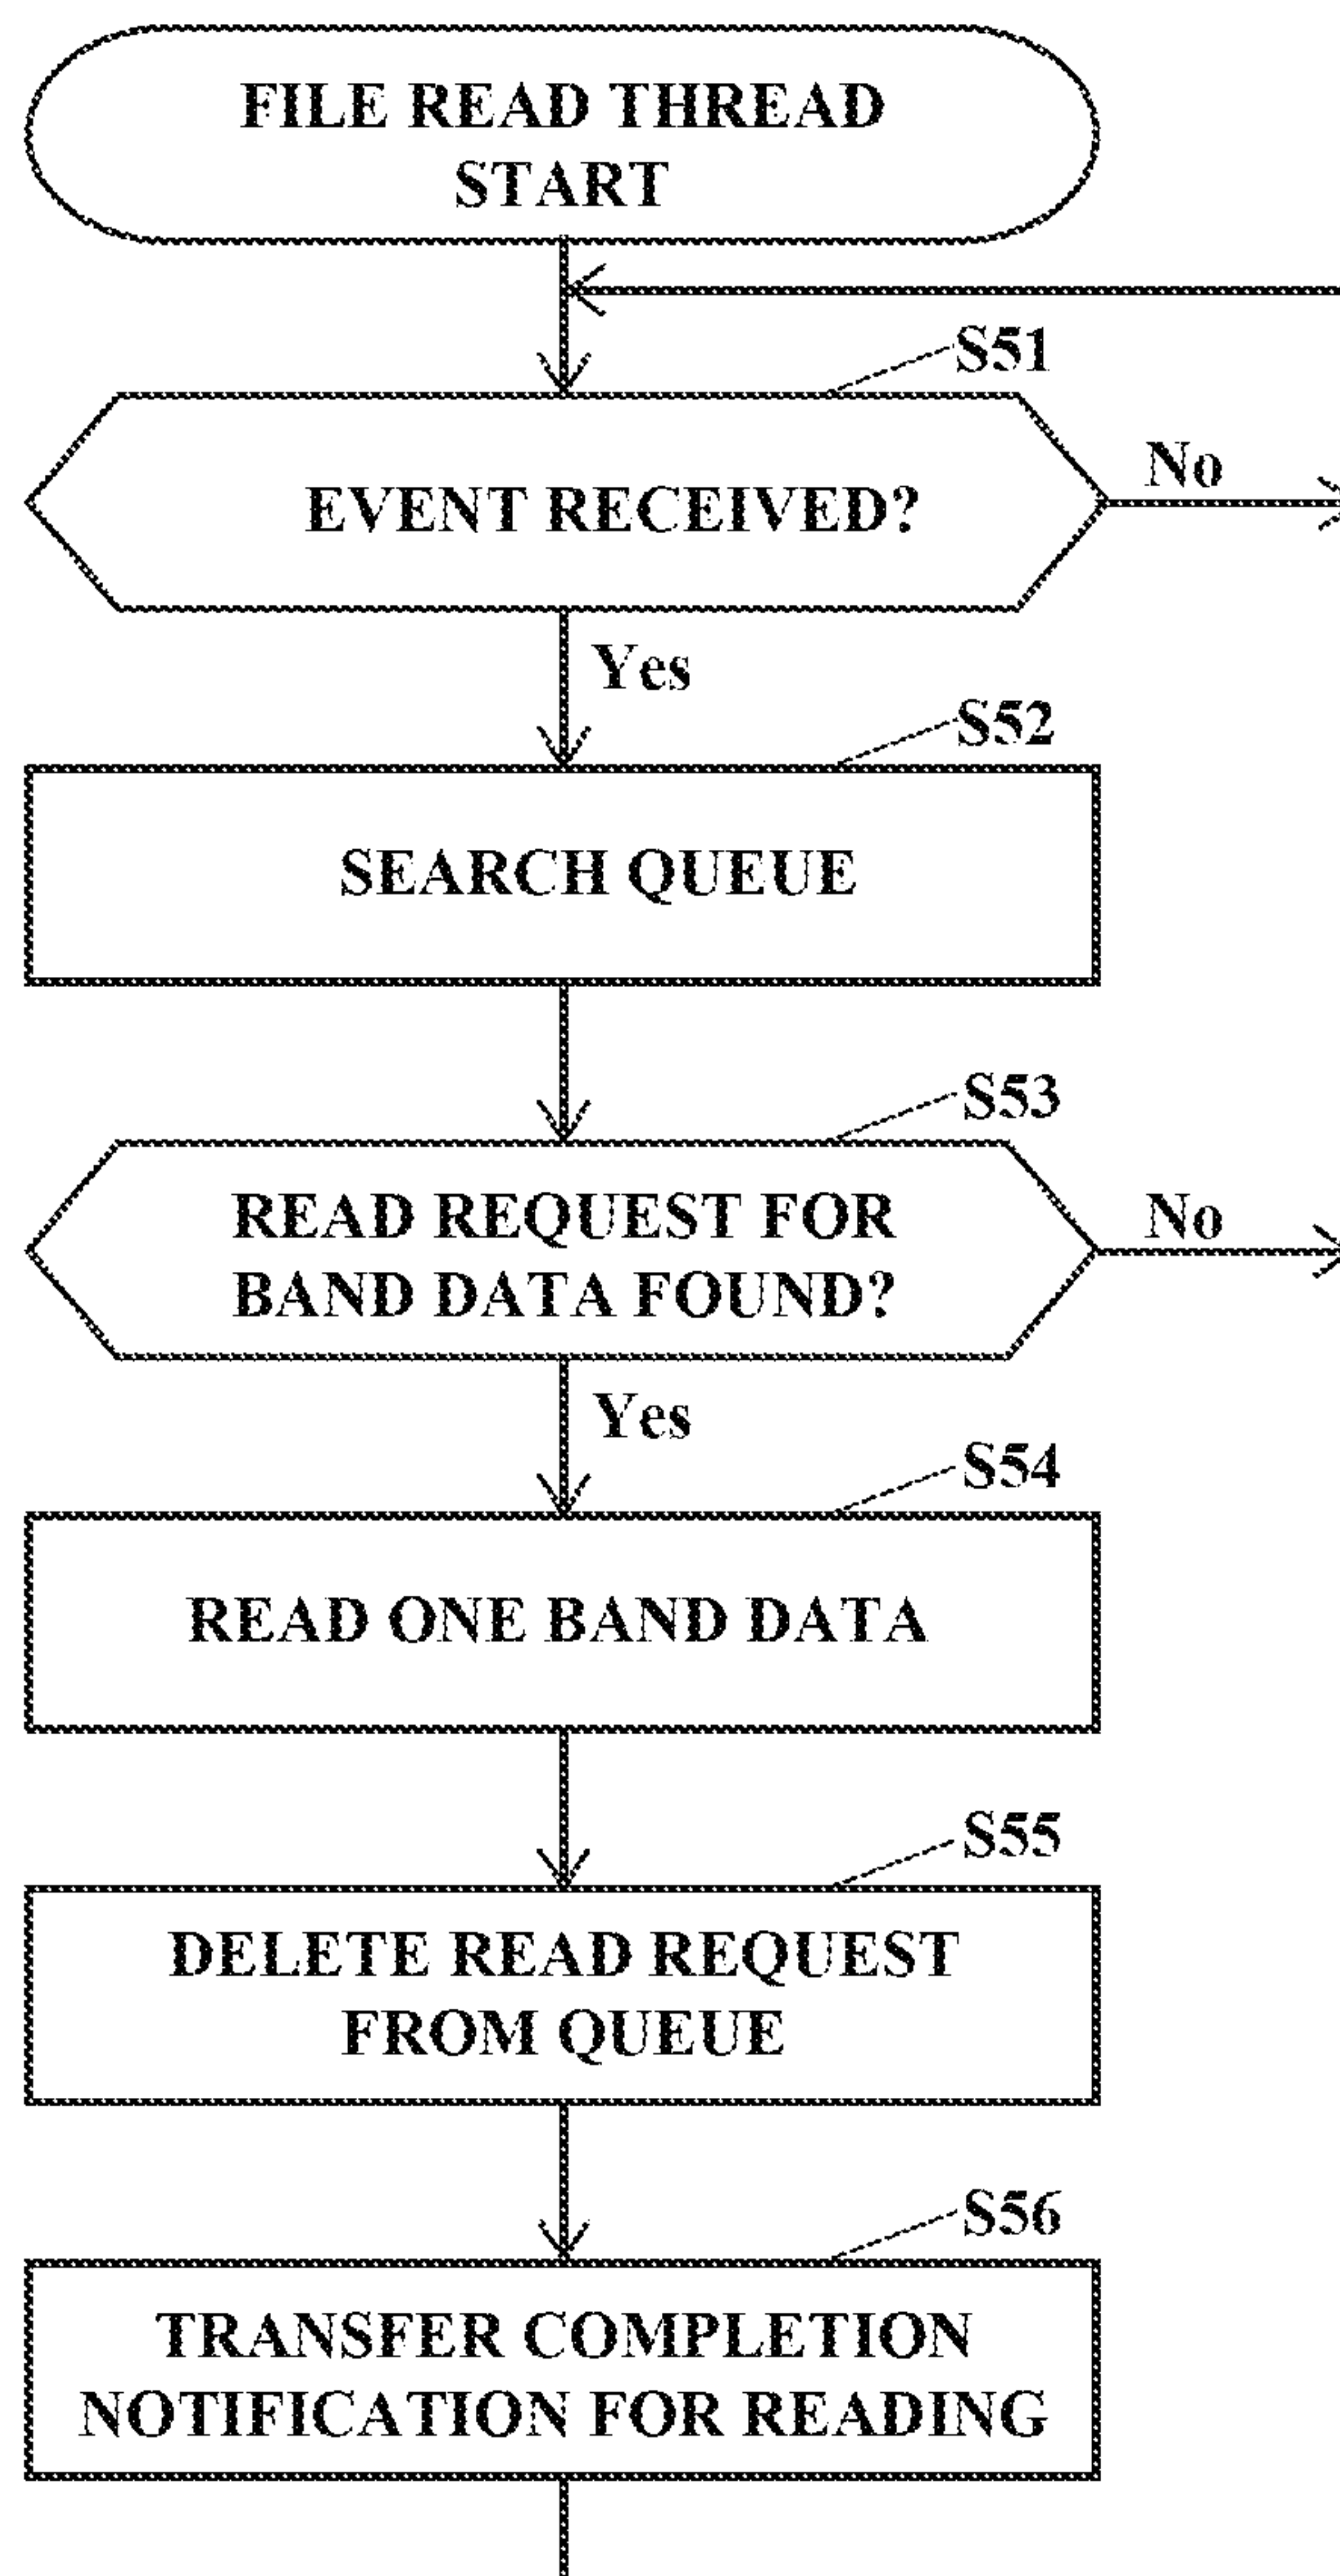 FILE READ THREAD
START
S51
EVENT RECEIVED?
No
Yes
S52
SEARCH QUEUE
S53
READ REQUEST FOR
BAND DATA FOUND?
No
Yes
S54
READ ONE BAND DATA
S55
DELETE READ REQUEST
FROM QUEUE
S56
TRANSFER COMPLETION
NOTIFICATION FOR READING